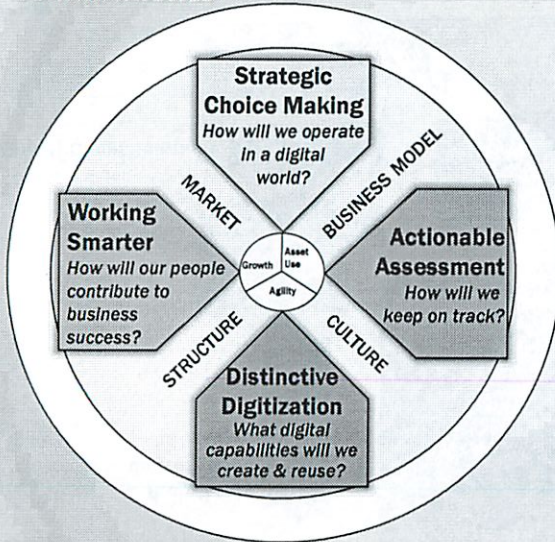 Strategic
Choice Making
How will we operate
in a digital
world?
MARKET
BUSINESS MODEL
Working
Smarter
How will our people
contribute to
business
success?
Growth
Asset
Use
Agility
Actionable
Assessment
How will we
keep on track?
STRUCTURE
CULTURE
Distinctive
Digitization
What digital
capabilities will we
create & reuse?